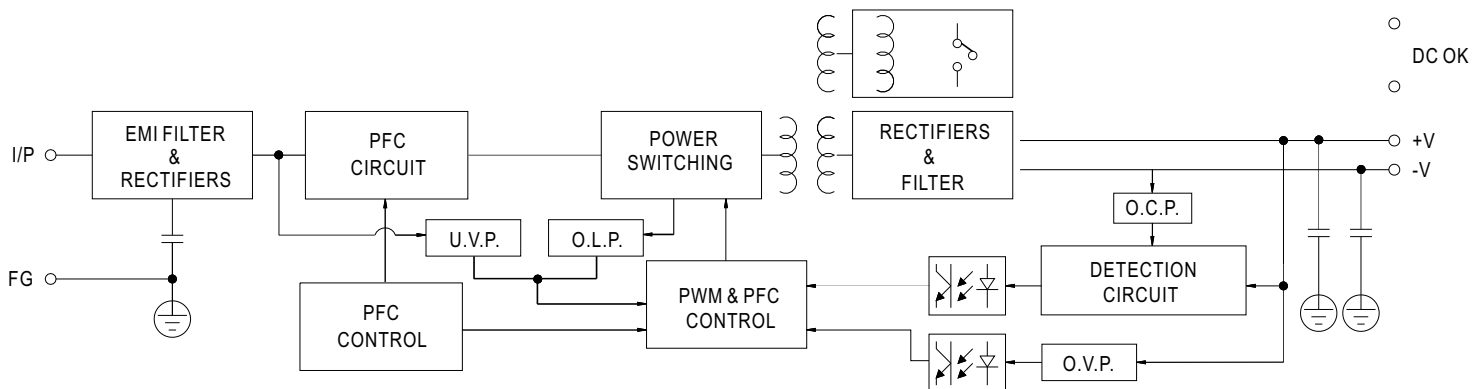 DC OK
I/P
EMI FILTER
&
RECTIFIERS
PFC
CIRCUIT
POWER
SWITCHING
RECTIFIERS
&
FILTER
+V
-V
O.C.P.
U.V.P.
O.L.P.
FG
DETECTION
CIRCUIT
PFC
CONTROL
PWM & PFC
CONTROL
O.V.P.